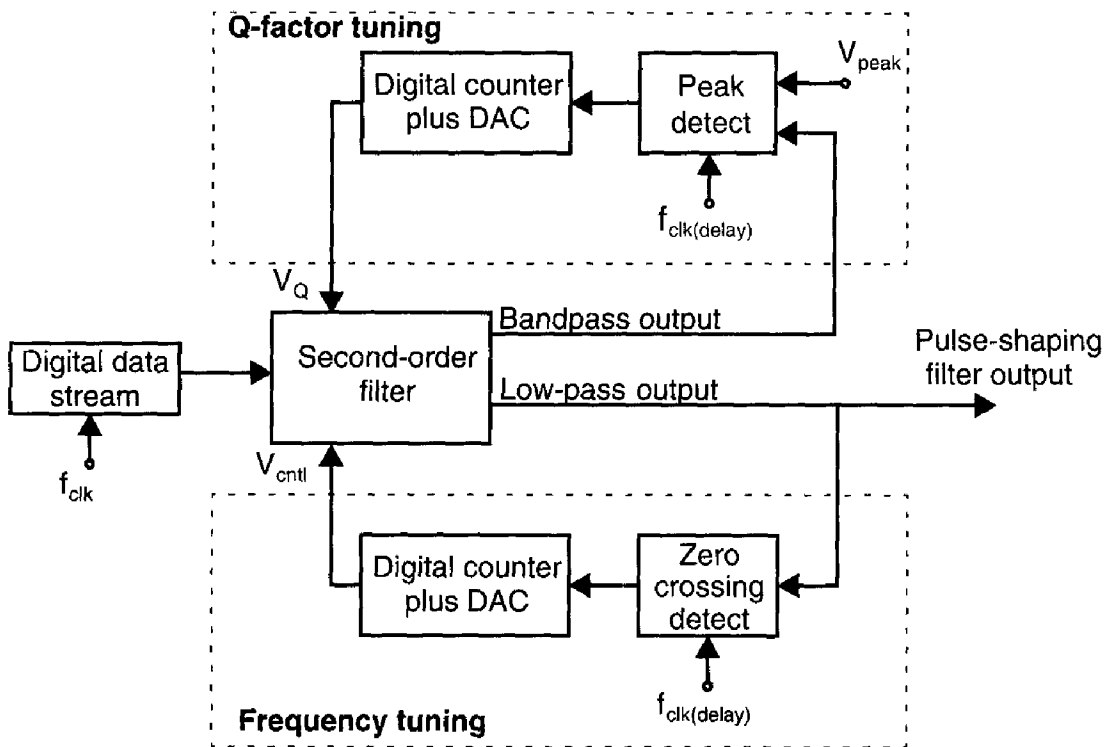 Q-factor tuning
Digital counter
plus DAC
Peak
detect
V_peak
f_clk(delay)
V_Q
Bandpass output
Digital data
stream
Second-order
filter
Low-pass output
Pulse-shaping
filter output
f_clk
V_cntl
Digital counter
plus DAC
Zero
crossing
detect
f_clk(delay)
Frequency tuning